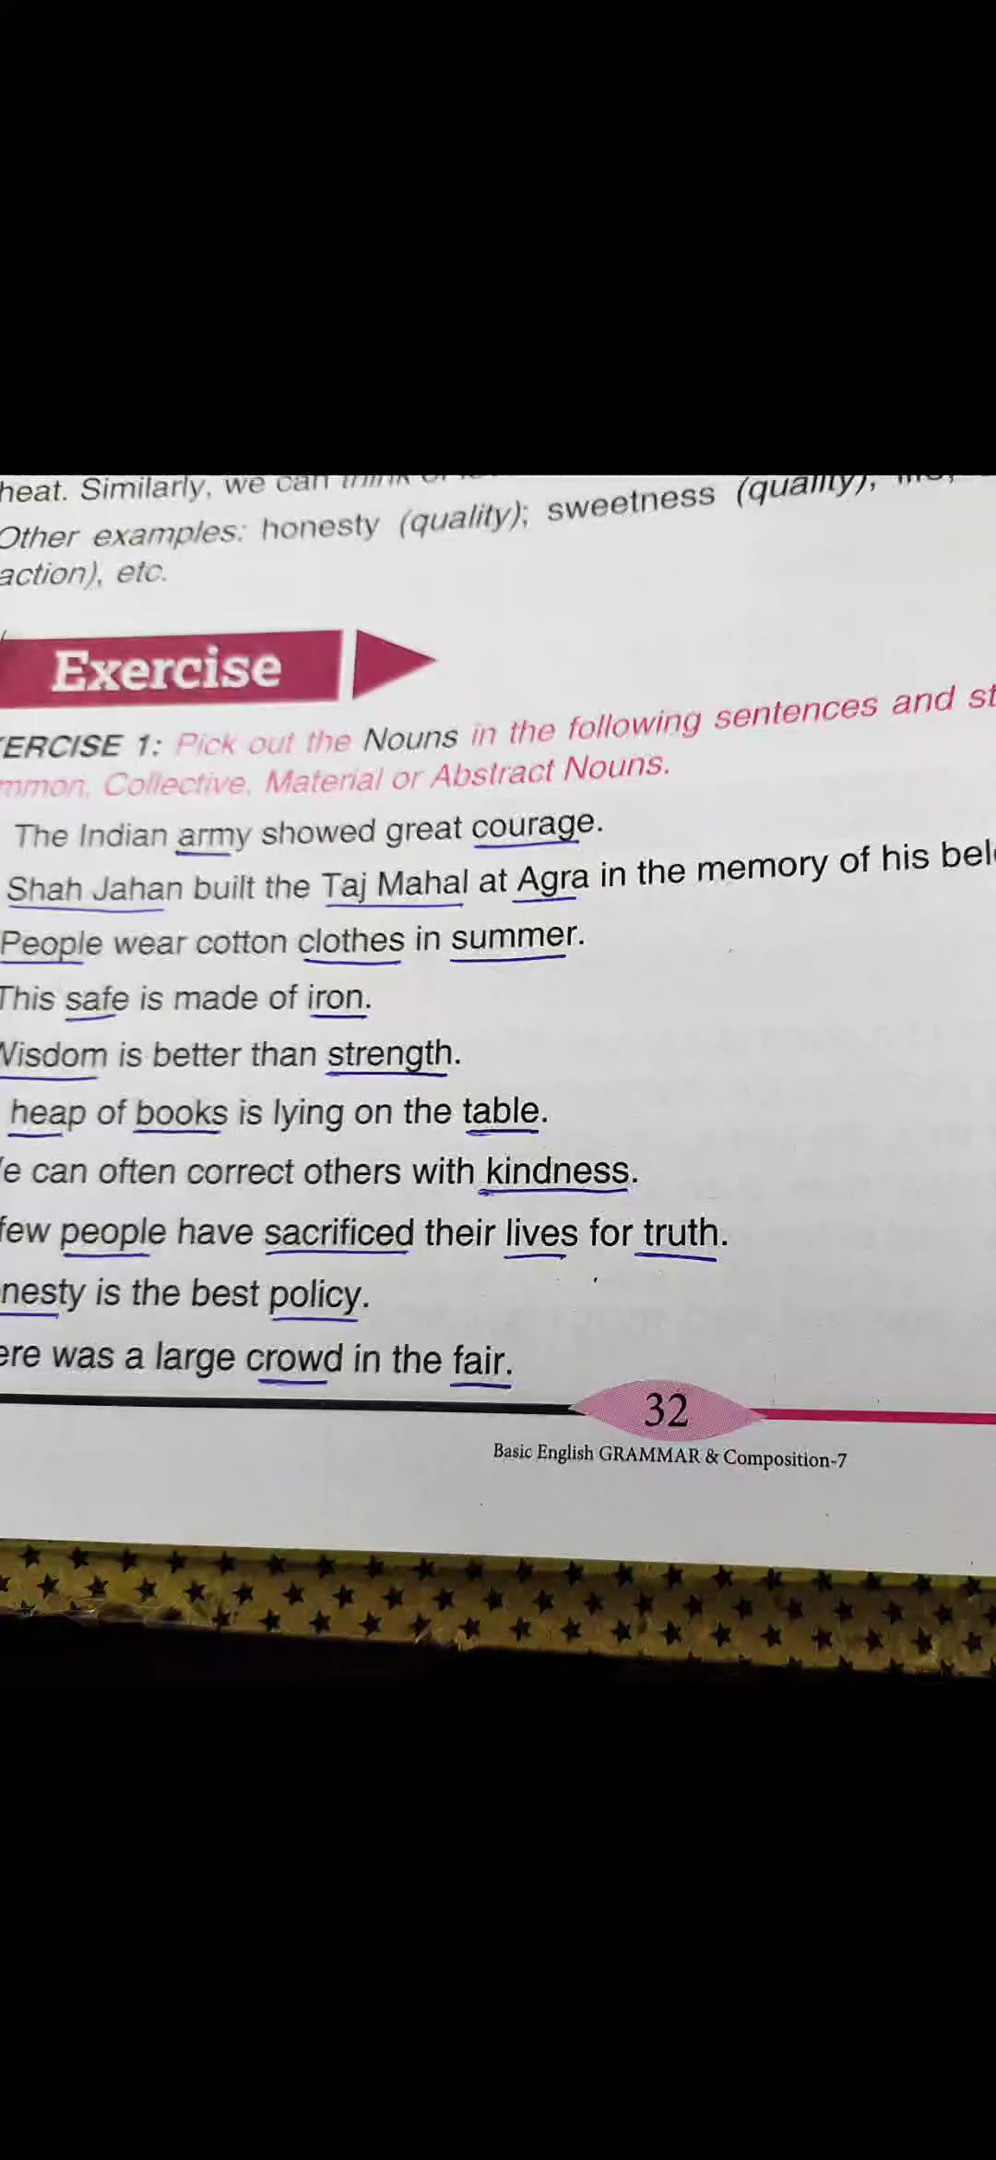 heat. Similarly, we can think
Other examples: honesty (quality); sweetness (quality);
action), etc.
Exercise
ERCISE 1: Pick out the Nouns in the following sentences and st
mmon, Collective, Material or Abstract Nouns.
The Indian army showed great courage.
Shah Jahan built the Taj Mahal at Agra in the memory of his bel
People wear cotton clothes in summer.
This safe is made of iron.
Wisdom is better than strength.
heap of books is lying on the table.
e can often correct others with kindness.
few people have sacrificed their lives for truth.
nesty is the best policy.
ere was a large crowd in the fair.
32
Basic English GRAMMAR & Composition-7